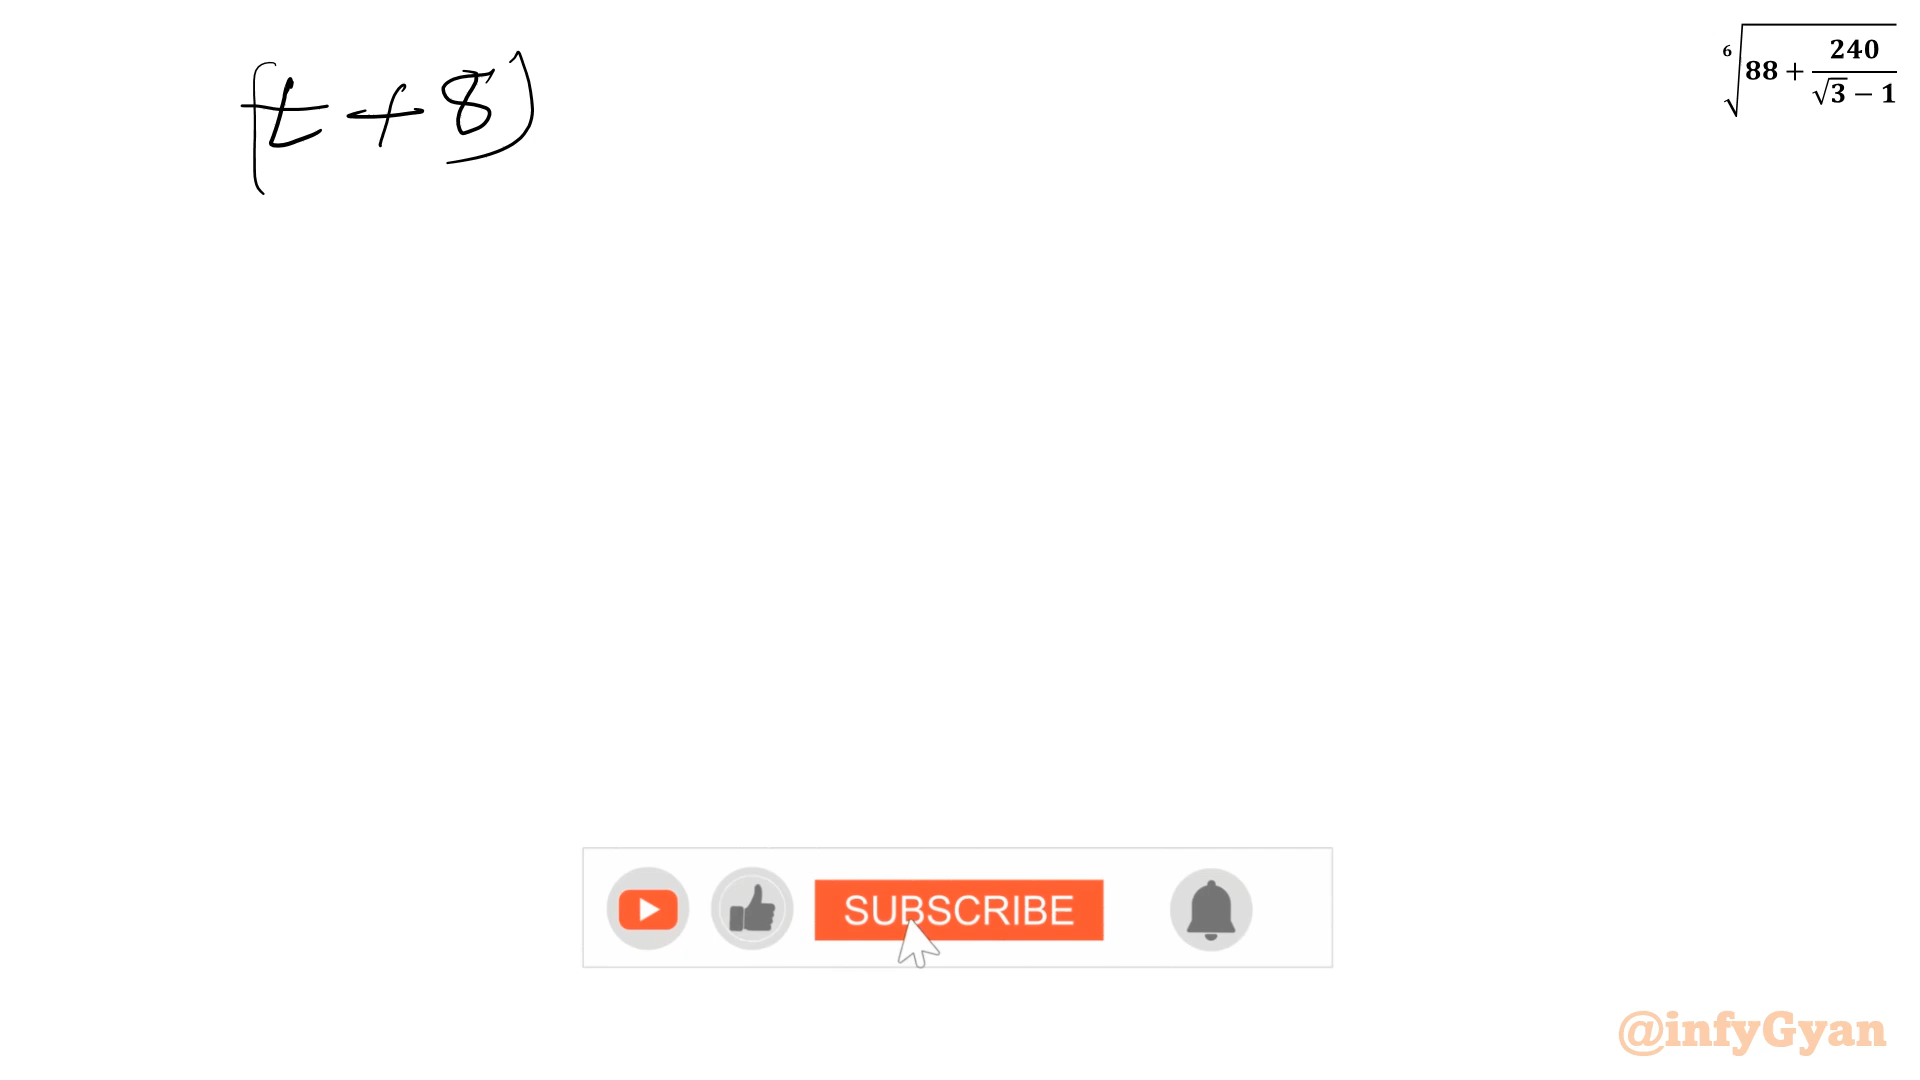 (t+8)
⁶√(88 + 240/(√3 − 1))
SUBSCRIBE
@infyGyan